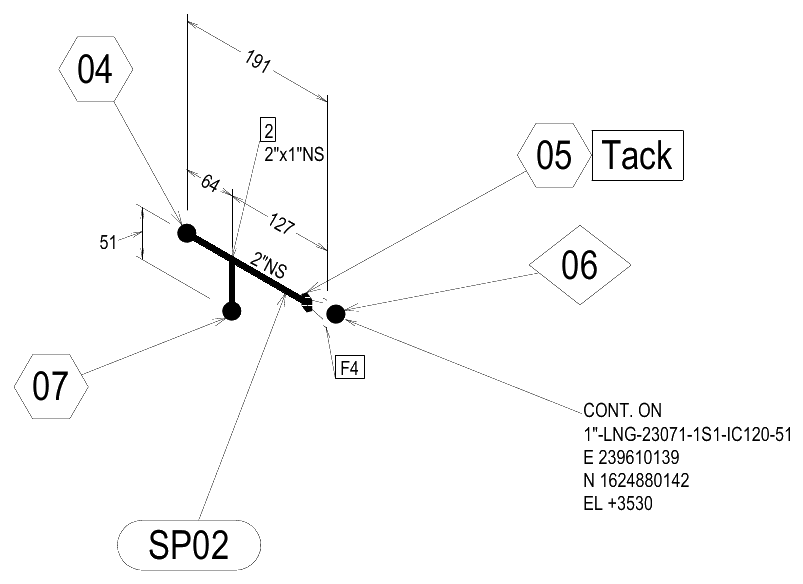 191
04
2
2"x1"NS
05
Tack
64
127
51
2"NS
06
F4
07
CONT. ON
1"-LNG-23071-1S1-IC120-51
E 239610139
N 1624880142
EL +3530
SP02